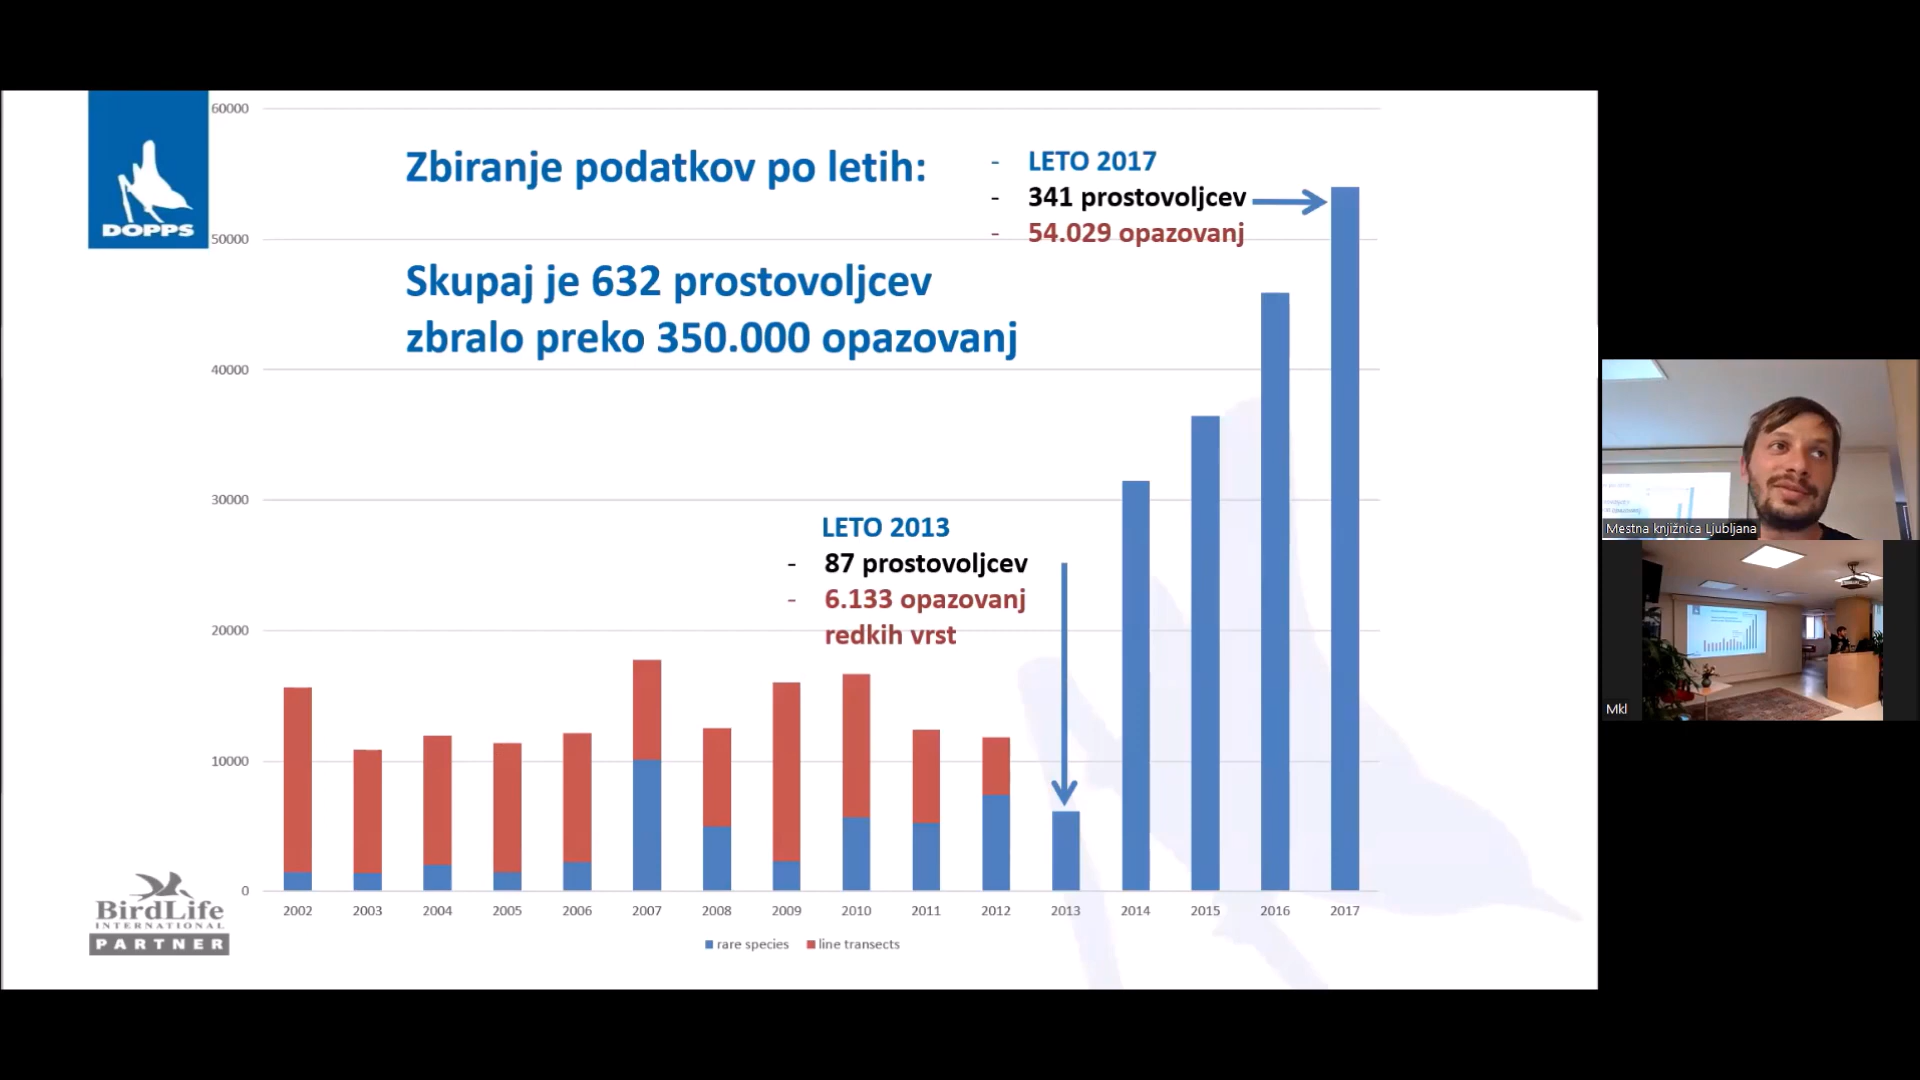 DOPPS
60000
50000
40000
30000
20000
10000
0
Zbiranje podatkov po letih:
Skupaj je 632 prostovoljcev
zbralo preko 350.000 opazovanj
- LETO 2017
- 341 prostovoljcev
- 54.029 opazovanj
LETO 2013
- 87 prostovoljcev
- 6.133 opazovanj
redkih vrst
2002 2003 2004 2005 2006 2007 2008 2009 2010 2011 2012 2013 2014 2015 2016 2017
rare species line transects
BirdLife
INTERNATIONAL
PARTNER
Mestna knjižnica Ljubljana
Mkl